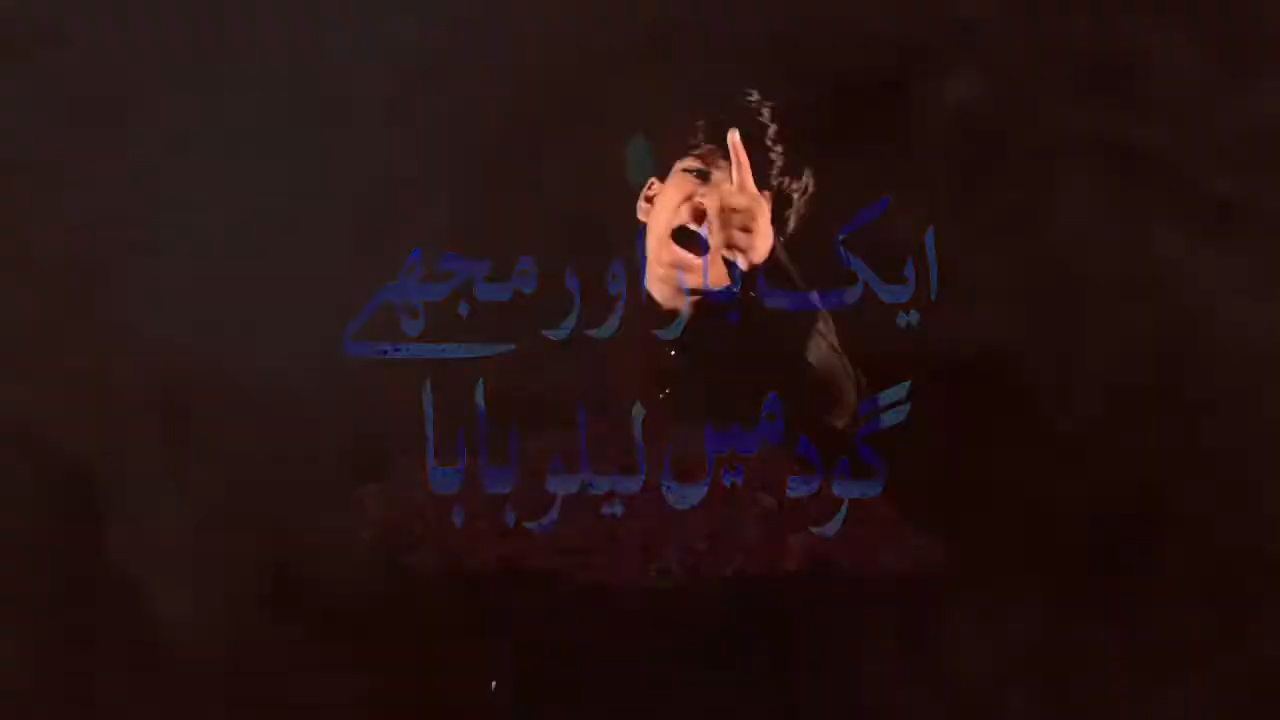 ایک بار اور مجھے
گود میں لیلو بابا